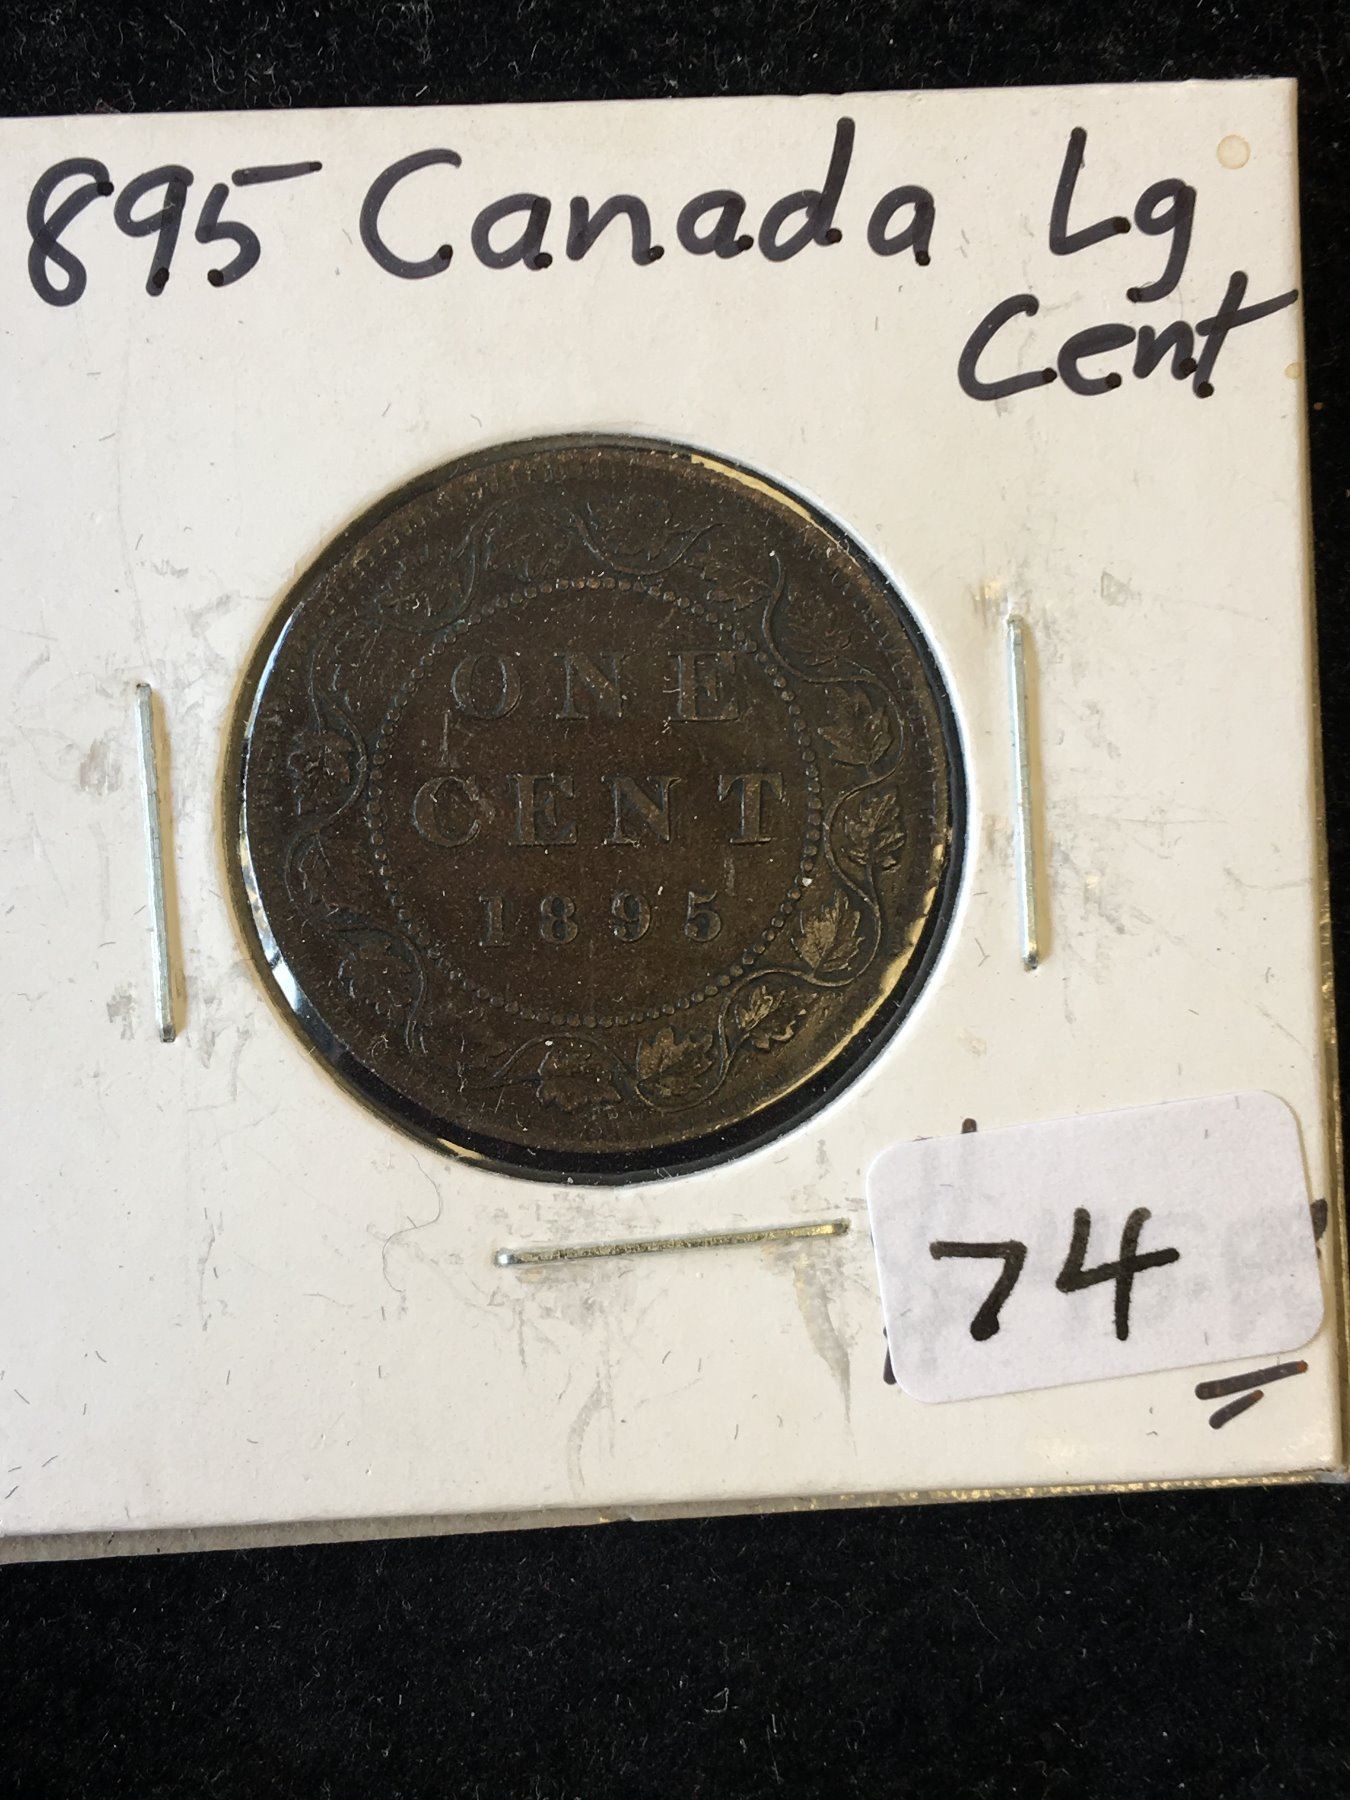 895 Canada Lg
Cent
ONE
CENT
1895
74